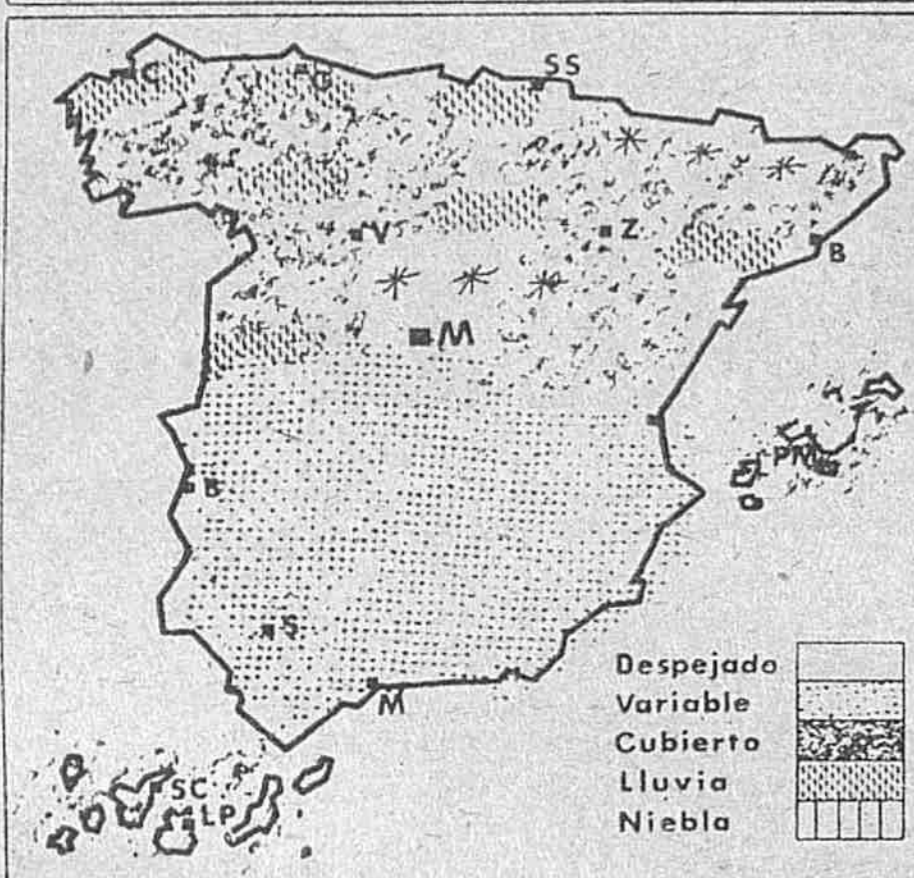 C
SS
V
Z
B
M
PM
B
S
M
SC
LP
Despejado
Variable
Cubierto
Lluvia
Niebla